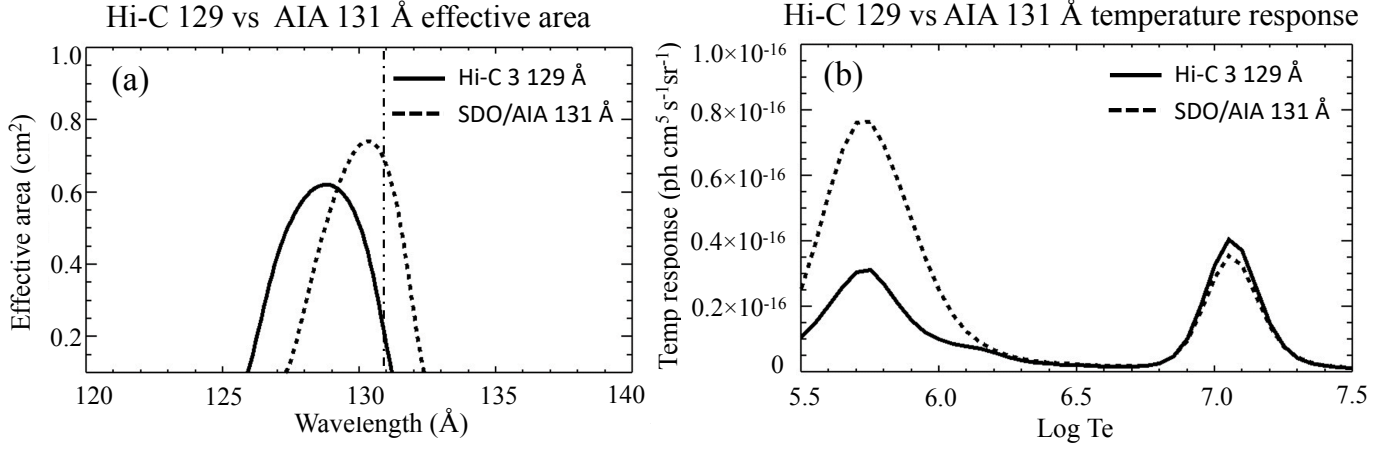 Hi-C 129 vs AIA 131 Å effective area
(a)
Hi-C 3 129 Å
SDO/AIA 131 Å
Effective area (cm²)
1.0
0.8
0.6
0.4
0.2
120
125
130
135
140
Wavelength (Å)
Hi-C 129 vs AIA 131 Å temperature response
(b)
Hi-C 3 129 Å
SDO/AIA 131 Å
Temp response (ph cm⁵ s⁻¹sr⁻¹)
1.0×10⁻¹⁶
0.8×10⁻¹⁶
0.6×10⁻¹⁶
0.4×10⁻¹⁶
0.2×10⁻¹⁶
0
5.5
6.0
6.5
7.0
7.5
Log Te